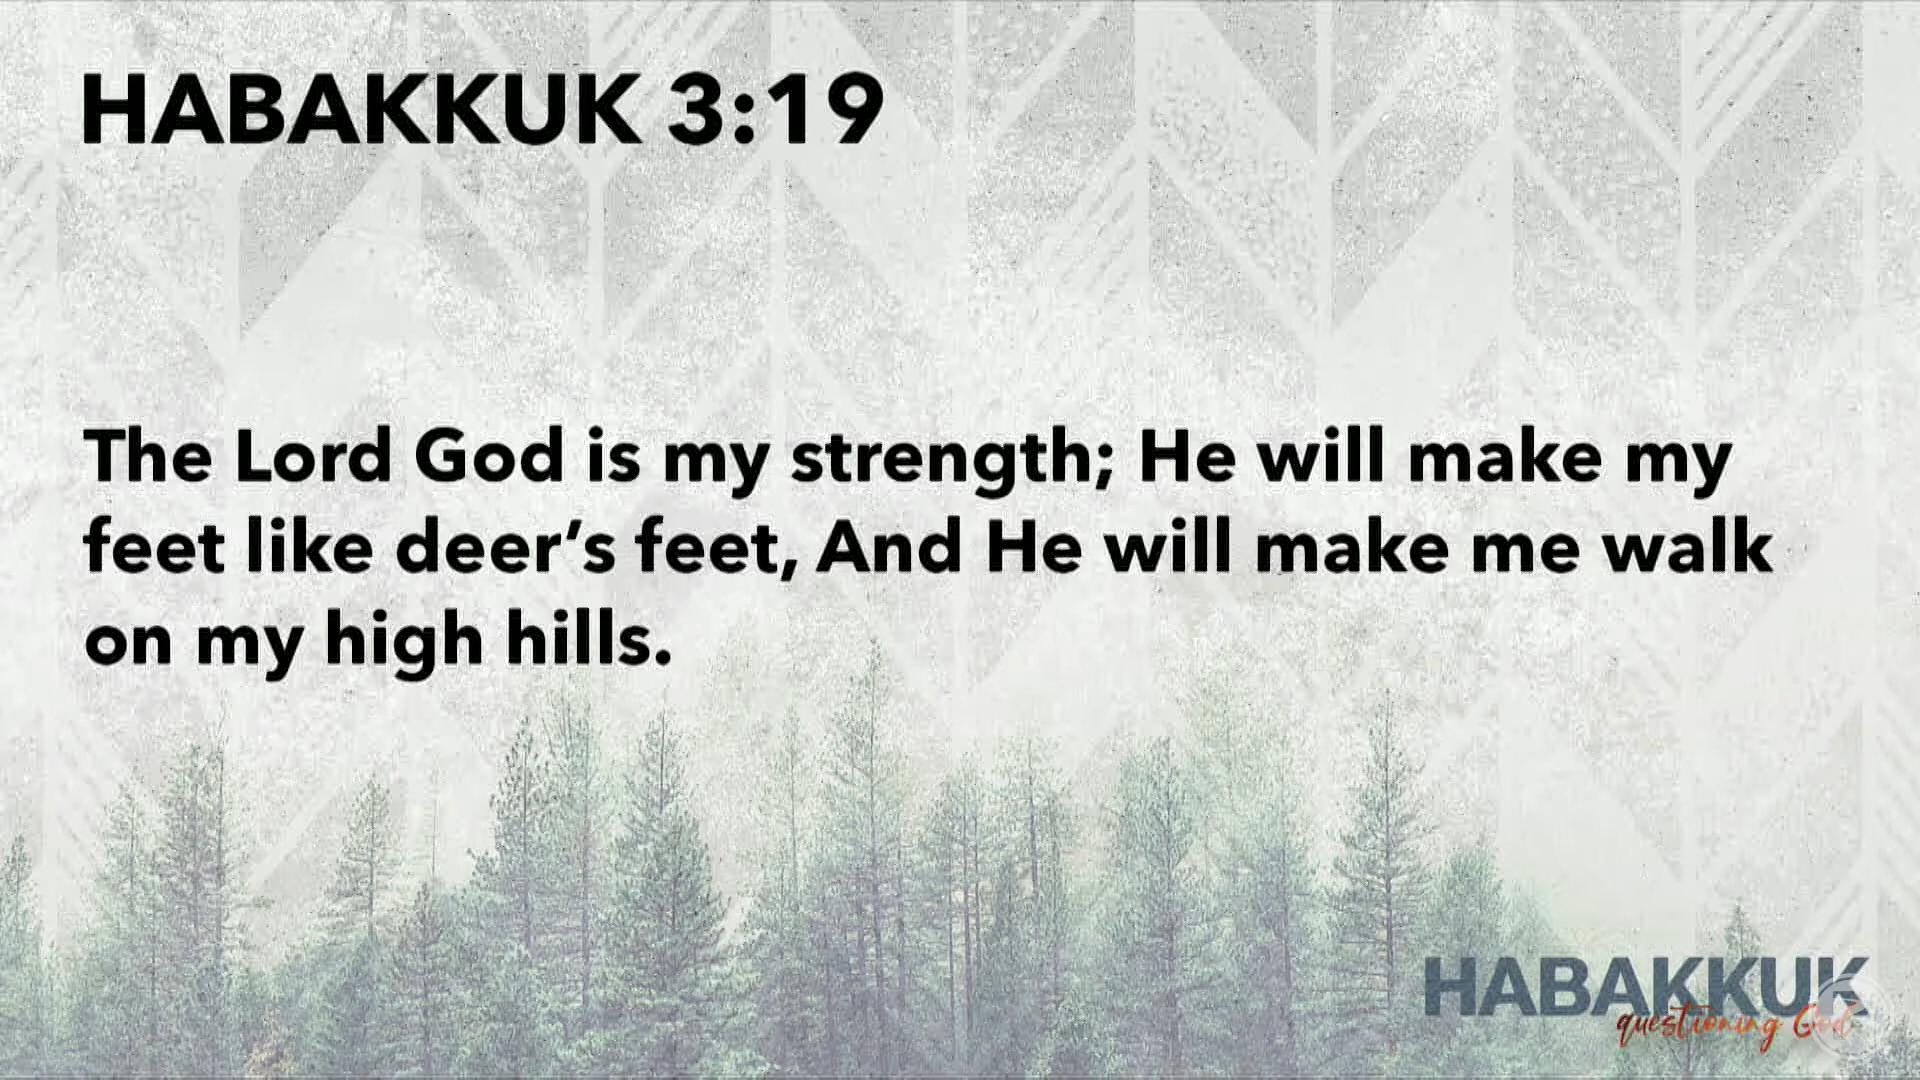 HABAKKUK 3:19
The Lord God is my strength; He will make my
feet like deer’s feet, And He will make me walk
on my high hills.
HABAKKUK
questioning God